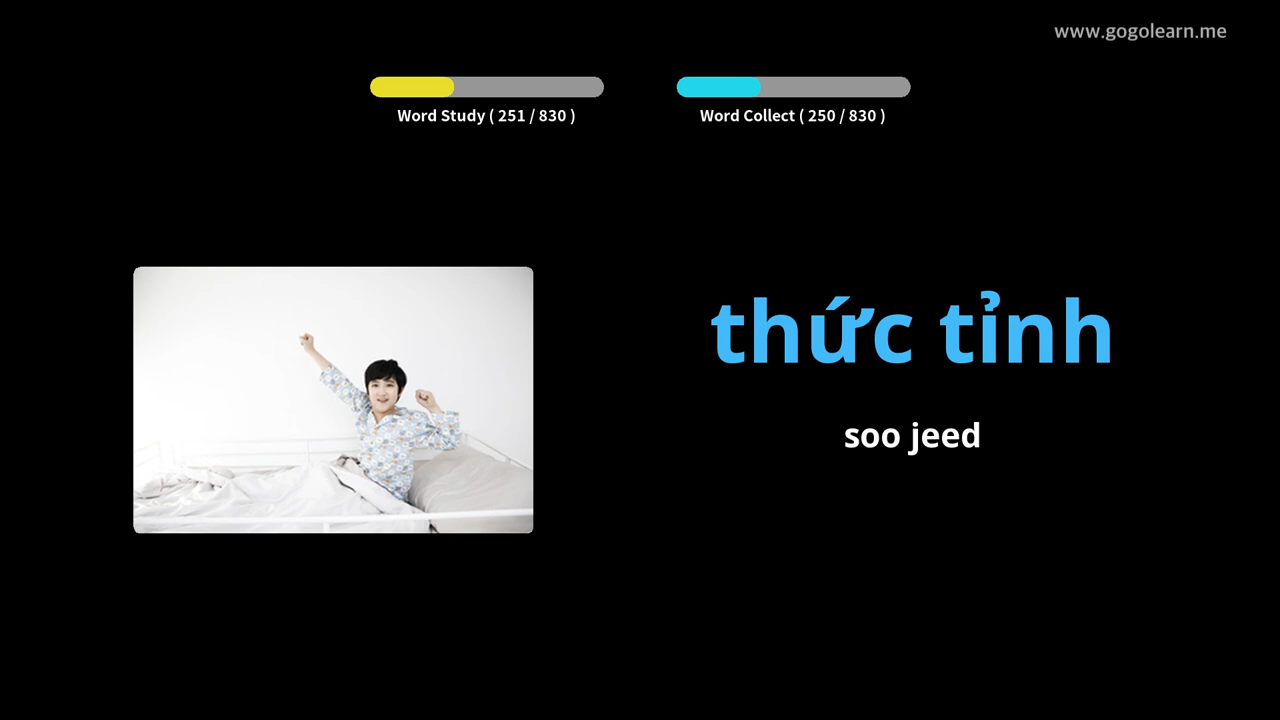 www.gogolearn.me
Word Study ( 251 / 830 )
Word Collect ( 250 / 830 )
thức tỉnh
soo jeed